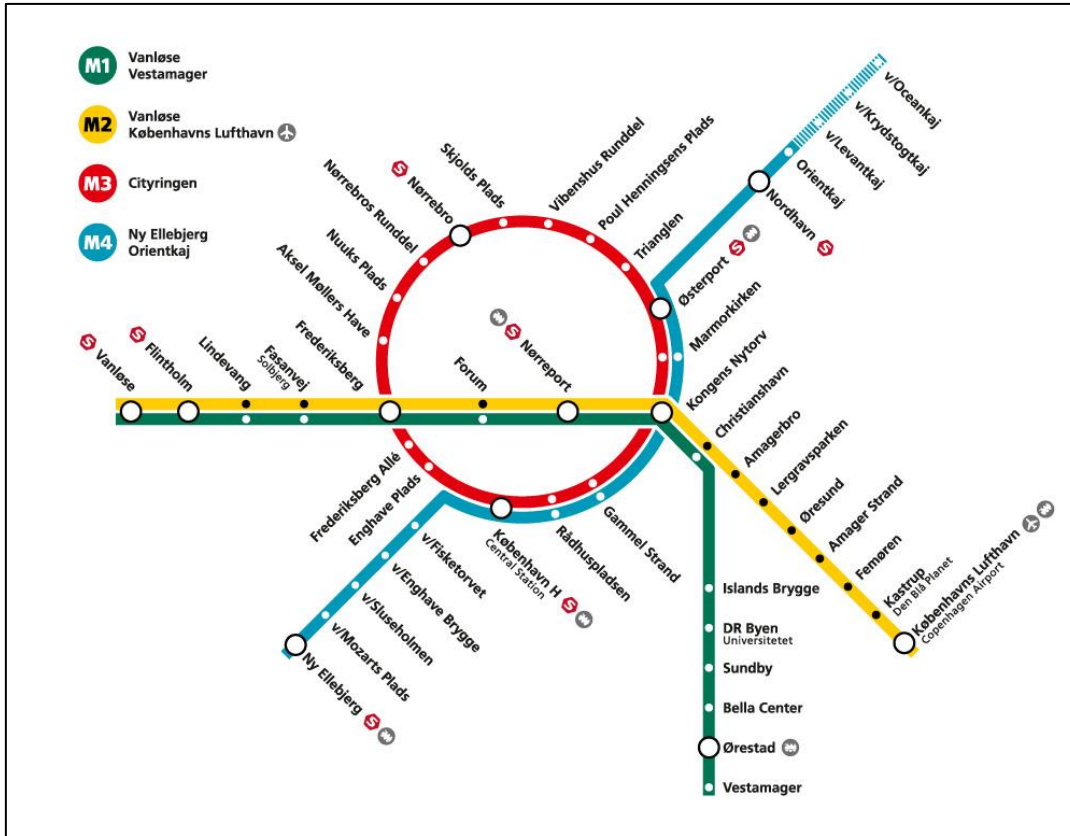 M1 Vanløse
Vestamager
M2 Vanløse
Københavns Lufthavn
M3 Cityringen
M4 Ny Ellebjerg
Orientkaj
v/Oceankaj
v/Krydstogtkaj
v/Levantkaj
Orientkaj
Nordhavn S
Østerport S
Marmorkirken
Kongens Nytorv
Trianglen
Poul Henningsens Plads
Vibenshus Runddel
Skjolds Plads
S Nørrebro
Nørrebros Runddel
Nuuks Plads
Aksel Møllers Have
Frederiksberg
S Vanløse
S Flintholm
Lindevang
Fasanvej
Solbjerg
Forum
S Nørreport
Christianshavn
Amagerbro
Lergravsparken
Øresund
Amager Strand
Femøren
Kastrup
Den Blå Planet
Københavns Lufthavn
Copenhagen Airport
Frederiksberg Allé
Enghave Plads
København H S
Central Station
Rådhuspladsen
Gammel Strand
v/Fisketorvet
v/Enghave Brygge
v/Sluseholmen
v/Mozarts Plads
Ny Ellebjerg S
Islands Brygge
DR Byen
Universitetet
Sundby
Bella Center
Ørestad
Vestamager